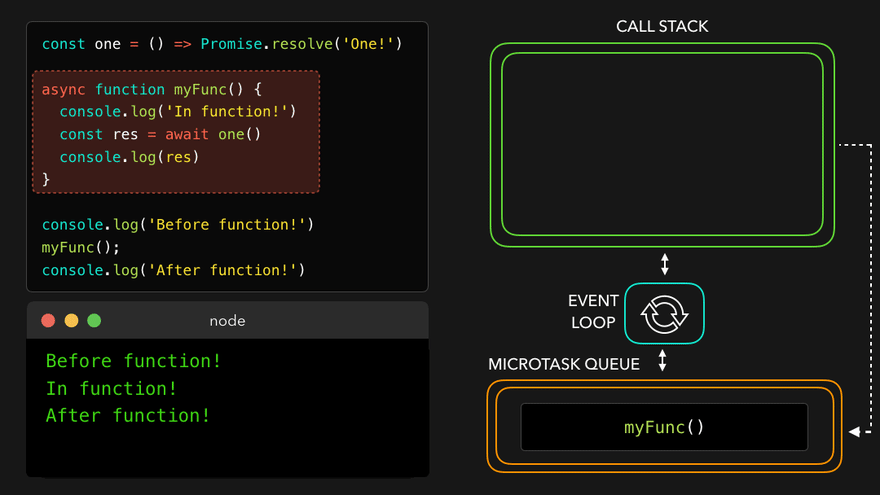 const one = () => Promise.resolve('One!')
async function myFunc() {
  console.log('In function!')
  const res = await one()
  console.log(res)
}
console.log('Before function!')
myFunc();
console.log('After function!')
node
Before function!
In function!
After function!
CALL STACK
EVENT
LOOP
MICROTASK QUEUE
myFunc()